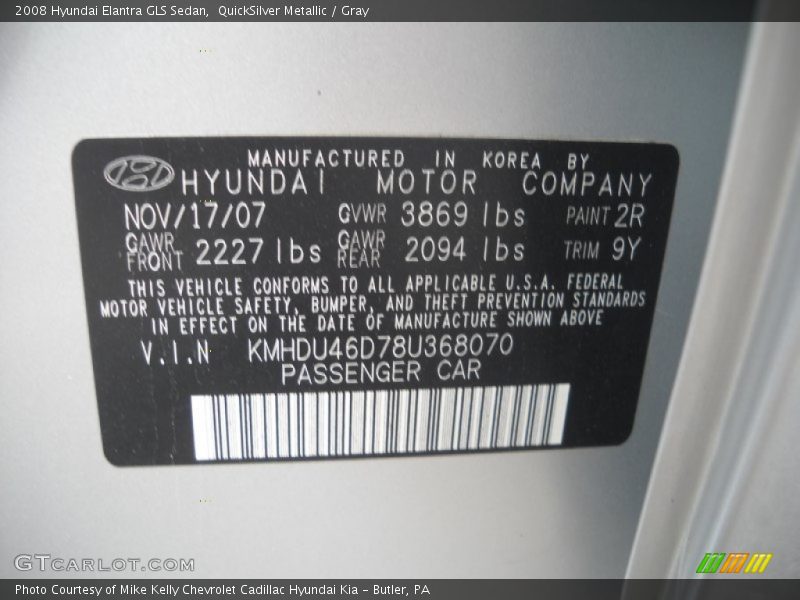 2008 Hyundai Elantra GLS Sedan,  QuickSilver Metallic / Gray
MANUFACTURED IN KOREA BY
HYUNDAI MOTOR COMPANY
NOV/17/07 GVWR 3869 lbs PAINT 2R
GAWR FRONT 2227 lbs GAWR REAR 2094 lbs TRIM 9Y
THIS VEHICLE CONFORMS TO ALL APPLICABLE U.S.A. FEDERAL
MOTOR VEHICLE SAFETY, BUMPER, AND THEFT PREVENTION STANDARDS
IN EFFECT ON THE DATE OF MANUFACTURE SHOWN ABOVE
V.I.N KMHDU46D78U368070
PASSENGER CAR
GTCARLOT.COM
Photo Courtesy of Mike Kelly Chevrolet Cadillac Hyundai Kia - Butler, PA